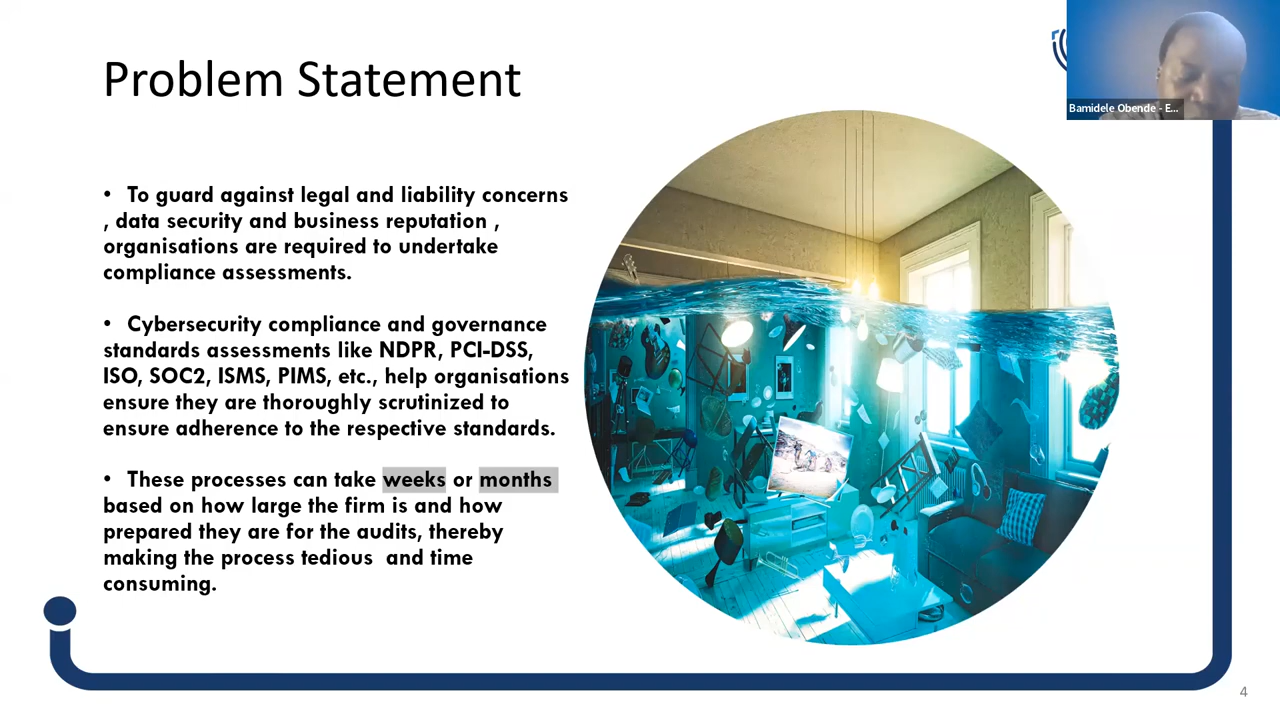 Problem Statement
Bamidele Obende - E...
• To guard against legal and liability concerns
, data security and business reputation ,
organisations are required to undertake
compliance assessments.
• Cybersecurity compliance and governance
standards assessments like NDPR, PCI-DSS,
ISO, SOC2, ISMS, PIMS, etc., help organisations
ensure they are thoroughly scrutinized to
ensure adherence to the respective standards.
• These processes can take weeks or months
based on how large the firm is and how
prepared they are for the audits, thereby
making the process tedious  and time
consuming.
4